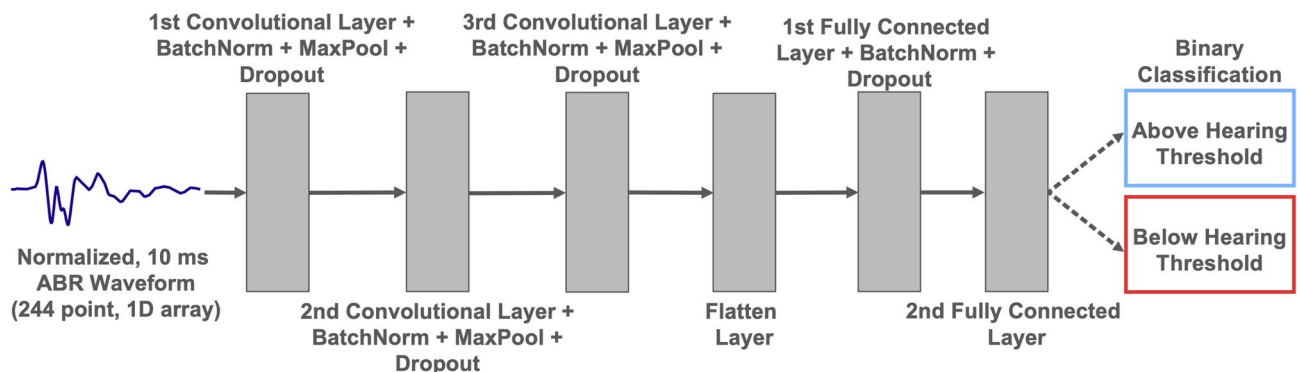 1st Convolutional Layer +
BatchNorm + MaxPool +
Dropout
3rd Convolutional Layer +
BatchNorm + MaxPool +
Dropout
1st Fully Connected
Layer + BatchNorm +
Dropout
Binary
Classification
Above Hearing
Threshold
Below Hearing
Threshold
Normalized, 10 ms
ABR Waveform
(244 point, 1D array)
2nd Convolutional Layer +
BatchNorm + MaxPool +
Dropout
Flatten
Layer
2nd Fully Connected
Layer